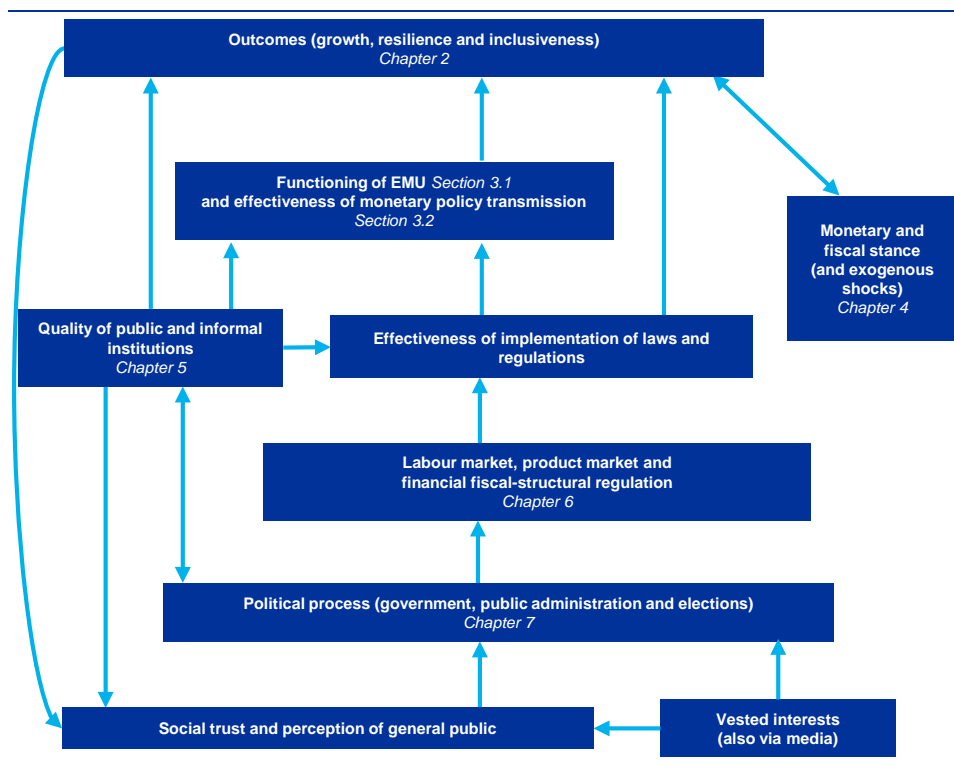 Outcomes (growth, resilience and inclusiveness)
Chapter 2
Functioning of EMU Section 3.1
and effectiveness of monetary policy transmission
Section 3.2
Monetary and
fiscal stance
(and exogenous
shocks)
Chapter 4
Quality of public and informal
institutions
Chapter 5
Effectiveness of implementation of laws and
regulations
Labour market, product market and
financial fiscal-structural regulation
Chapter 6
Political process (government, public administration and elections)
Chapter 7
Social trust and perception of general public
Vested interests
(also via media)